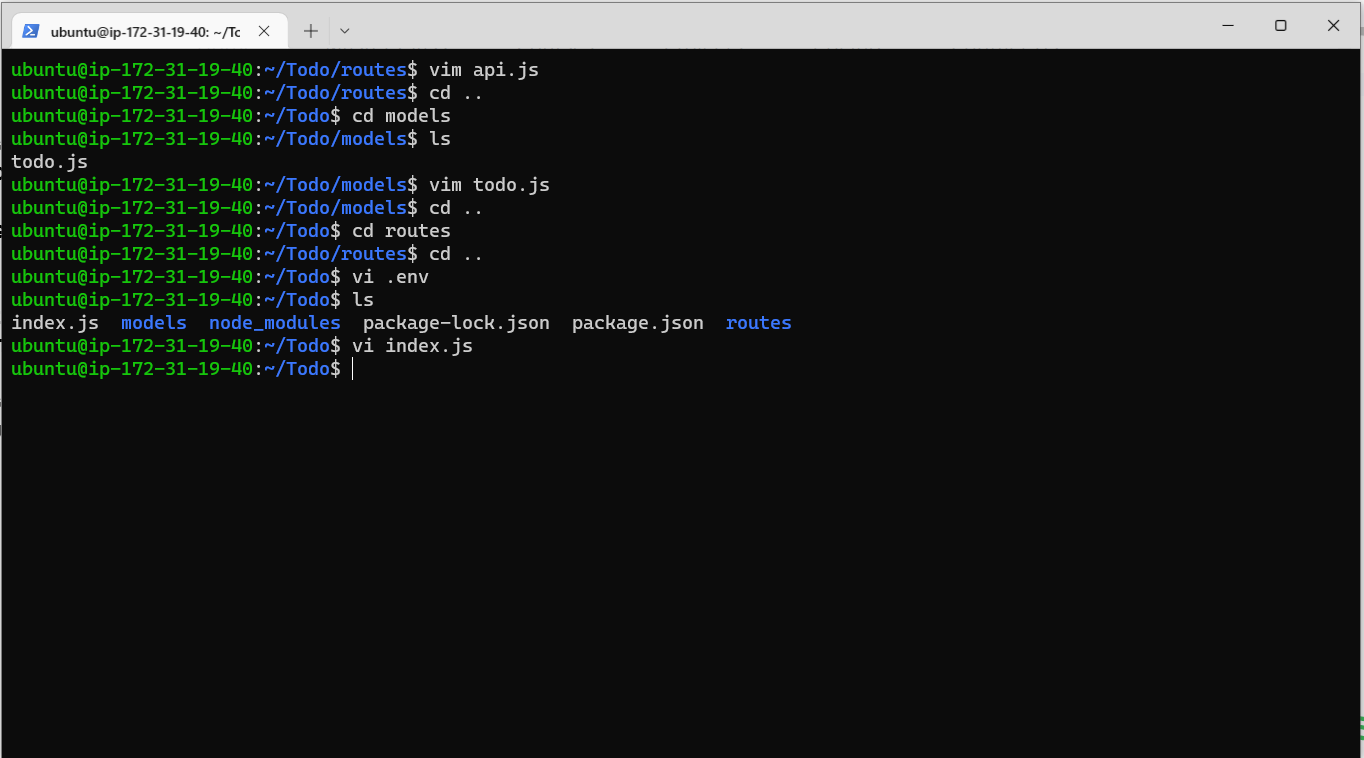 ubuntu@ip-172-31-19-40: ~/Tc
ubuntu@ip-172-31-19-40:~/Todo/routes$ vim api.js
ubuntu@ip-172-31-19-40:~/Todo/routes$ cd ..
ubuntu@ip-172-31-19-40:~/Todo$ cd models
ubuntu@ip-172-31-19-40:~/Todo/models$ ls
todo.js
ubuntu@ip-172-31-19-40:~/Todo/models$ vim todo.js
ubuntu@ip-172-31-19-40:~/Todo/models$ cd ..
ubuntu@ip-172-31-19-40:~/Todo$ cd routes
ubuntu@ip-172-31-19-40:~/Todo/routes$ cd ..
ubuntu@ip-172-31-19-40:~/Todo$ vi .env
ubuntu@ip-172-31-19-40:~/Todo$ ls
index.js  models  node_modules  package-lock.json  package.json  routes
ubuntu@ip-172-31-19-40:~/Todo$ vi index.js
ubuntu@ip-172-31-19-40:~/Todo$